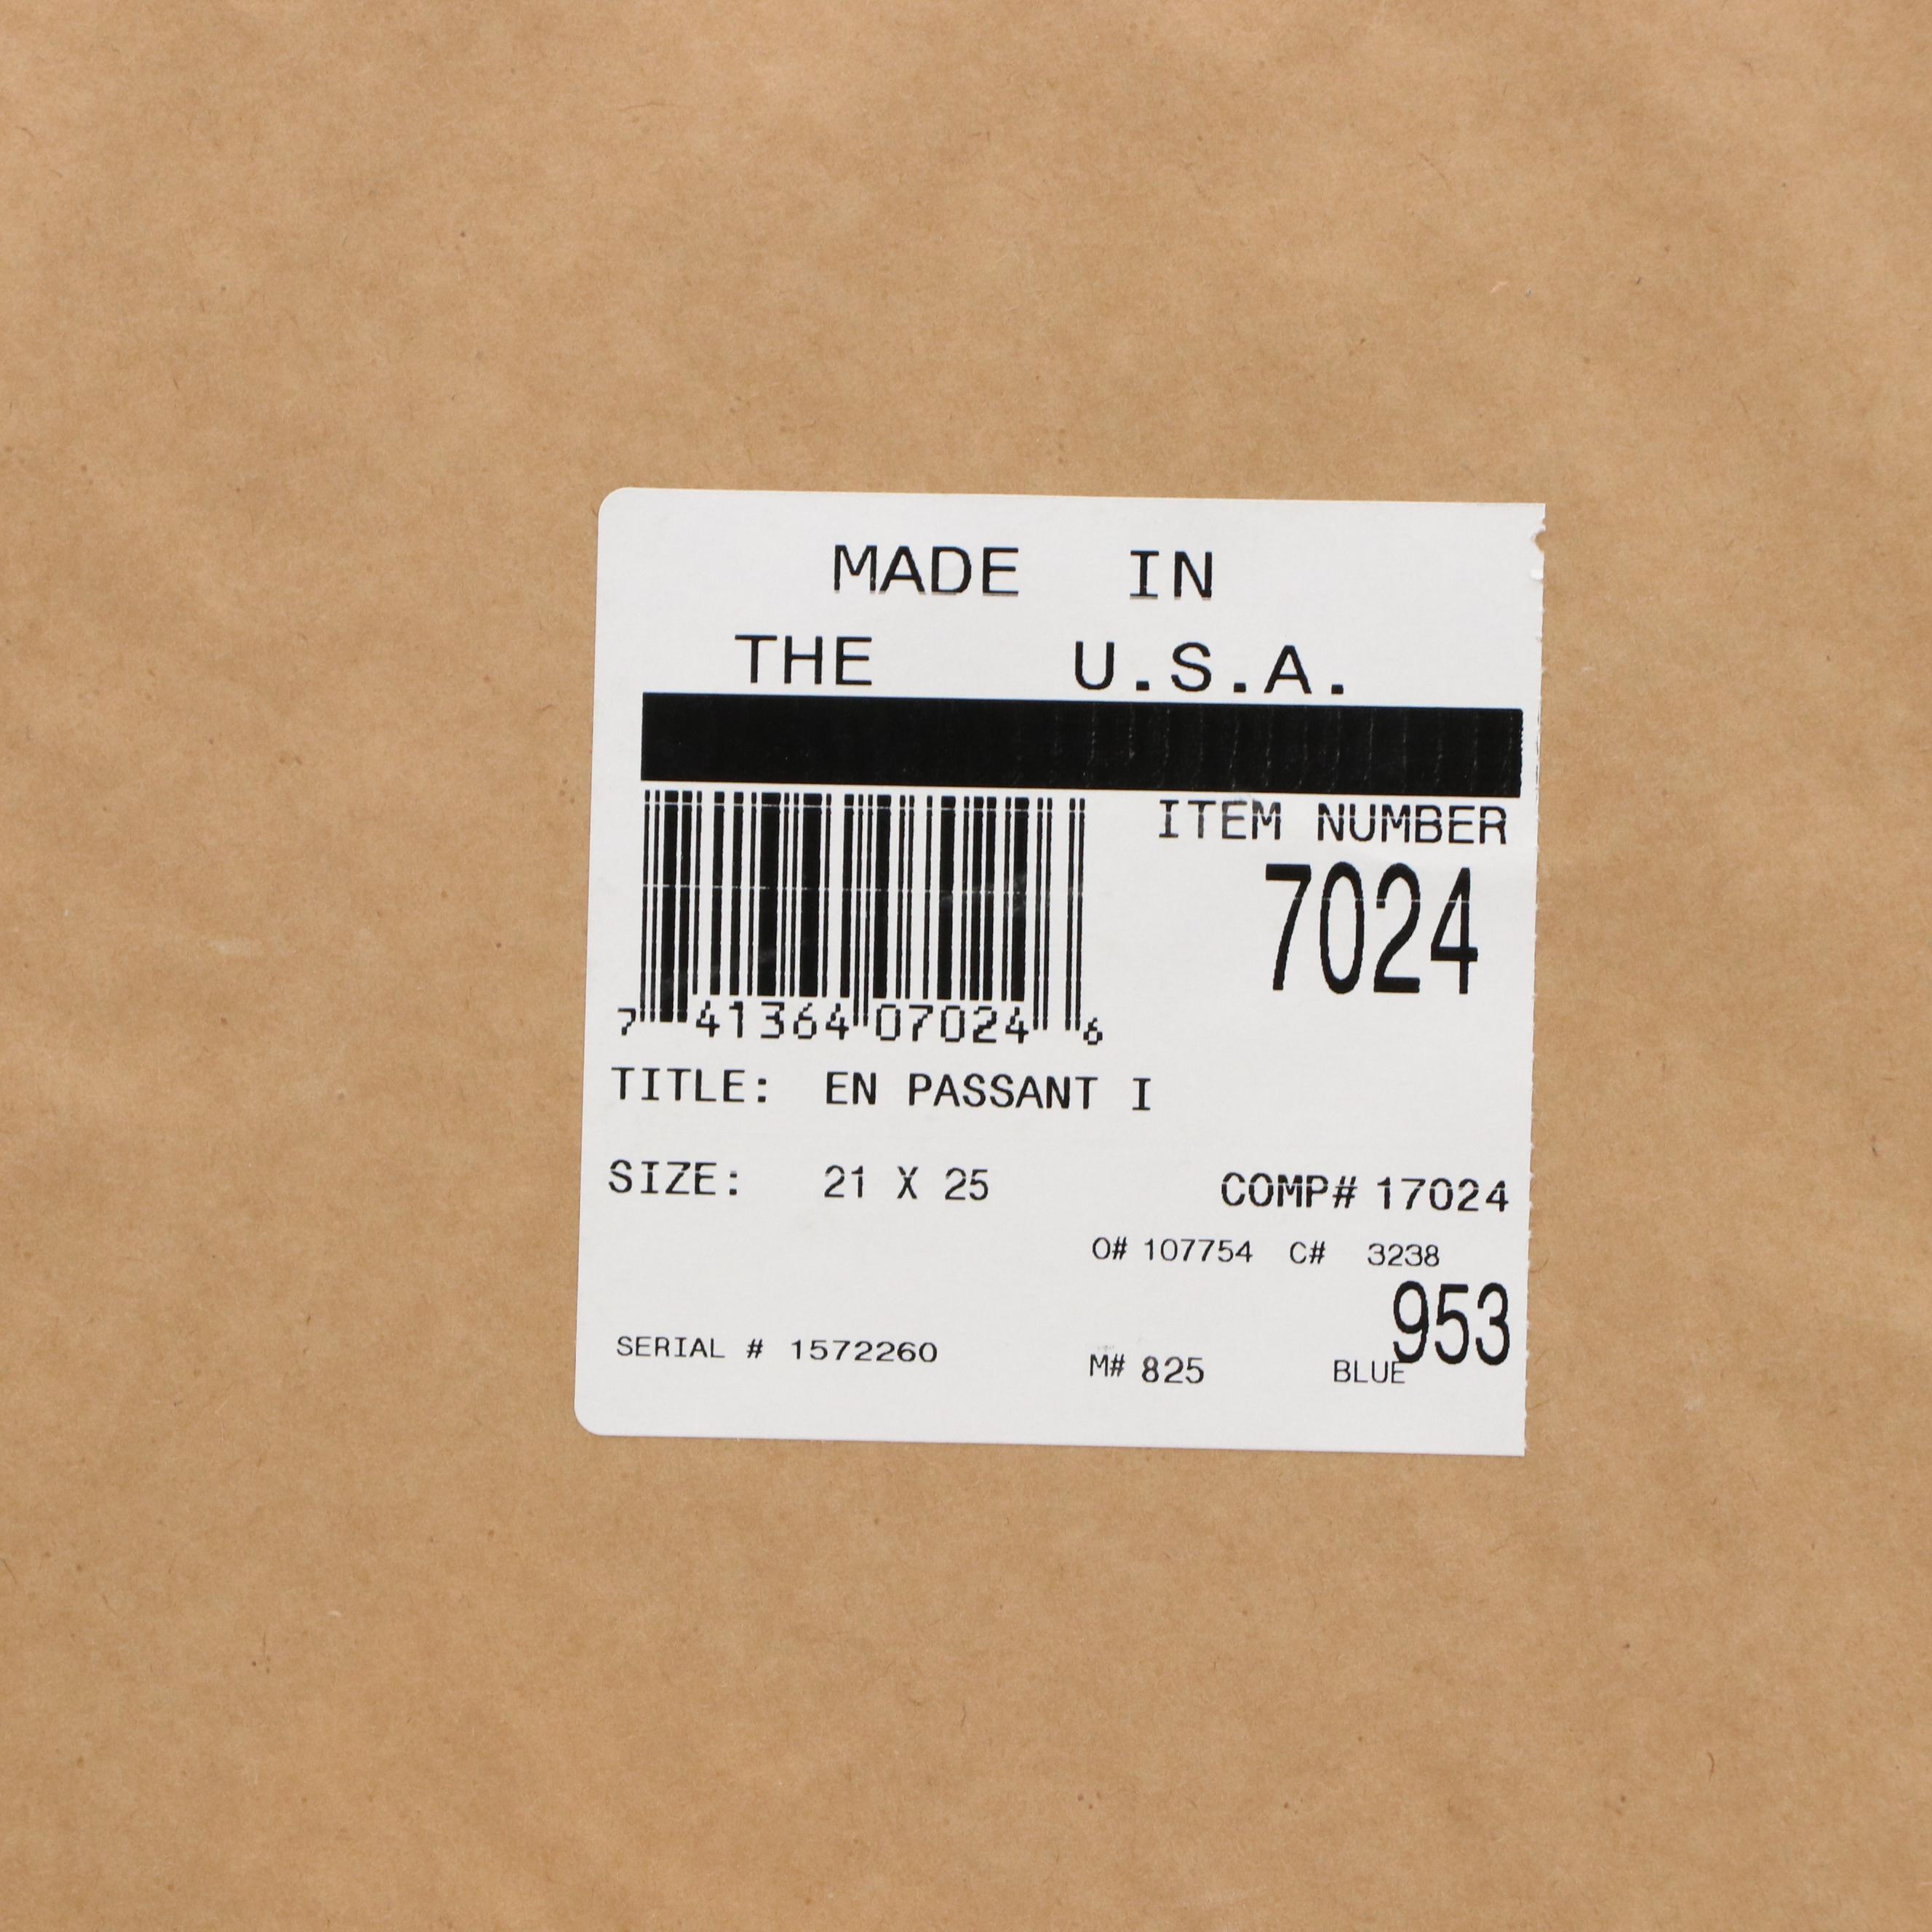 MADE IN
THE U.S.A.
ITEM NUMBER
7024
7 41364 07024 6
TITLE: EN PASSANT I
SIZE: 21 X 25
COMP# 17024
O# 107754 C# 3238
953
SERIAL # 1572260
M# 825
BLUE